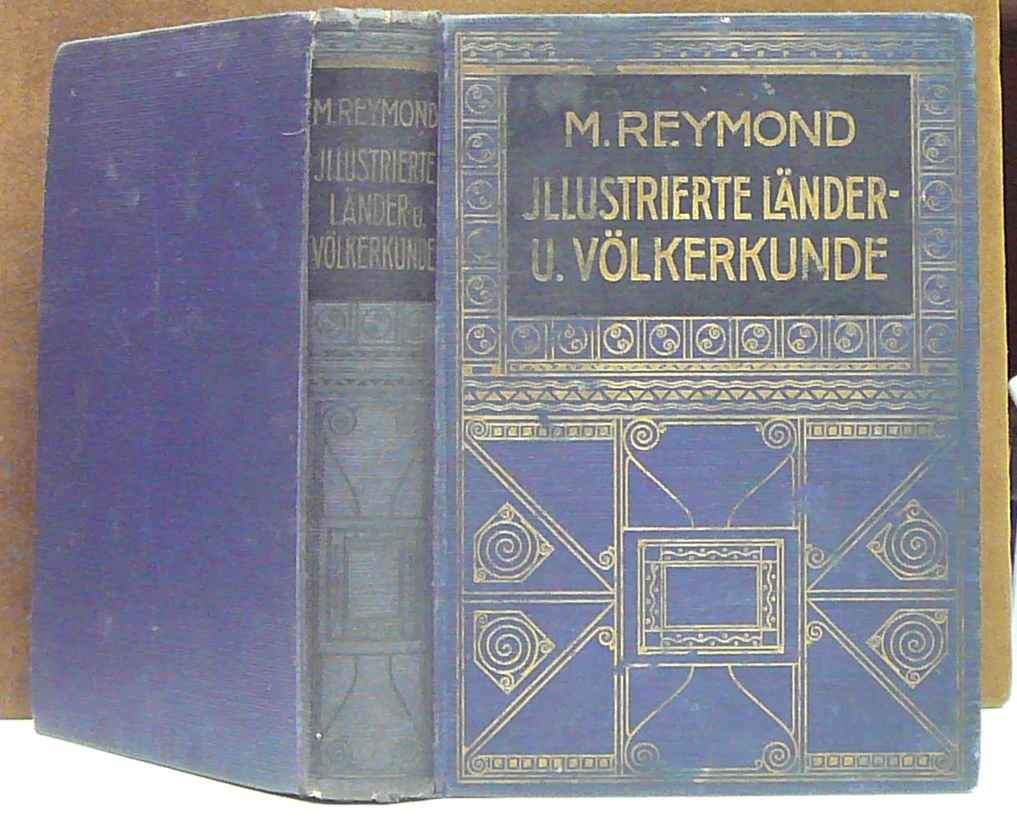 M. REYMOND
JLLUSTRIERTE
LÄNDER U.
VÖLKERKUNDE
M. REYMOND
JLLUSTRIERTE LÄNDER-
U. VÖLKERKUNDE